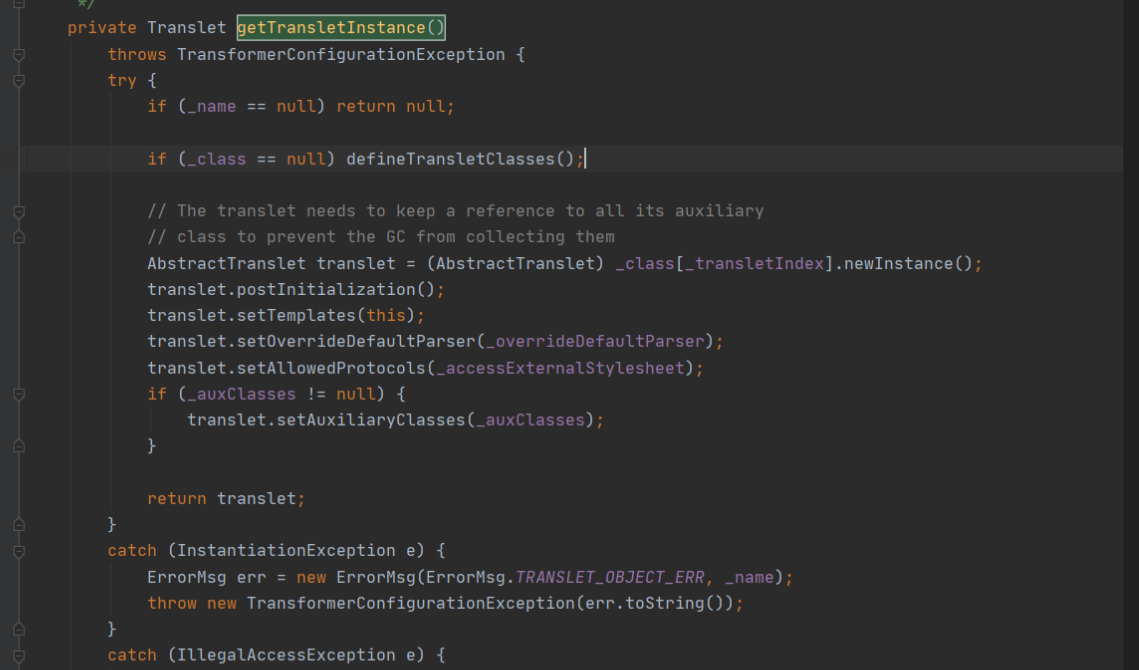 */
private Translet getTransletInstance()
throws TransformerConfigurationException {
try {
if (_name == null) return null;
if (_class == null) defineTransletClasses();
// The translet needs to keep a reference to all its auxiliary
// class to prevent the GC from collecting them
AbstractTranslet translet = (AbstractTranslet) _class[_transletIndex].newInstance();
translet.postInitialization();
translet.setTemplates(this);
translet.setOverrideDefaultParser(_overrideDefaultParser);
translet.setAllowedProtocols(_accessExternalStylesheet);
if (_auxClasses != null) {
translet.setAuxiliaryClasses(_auxClasses);
}
return translet;
}
catch (InstantiationException e) {
ErrorMsg err = new ErrorMsg(ErrorMsg.TRANSLET_OBJECT_ERR, _name);
throw new TransformerConfigurationException(err.toString());
}
catch (IllegalAccessException e) {